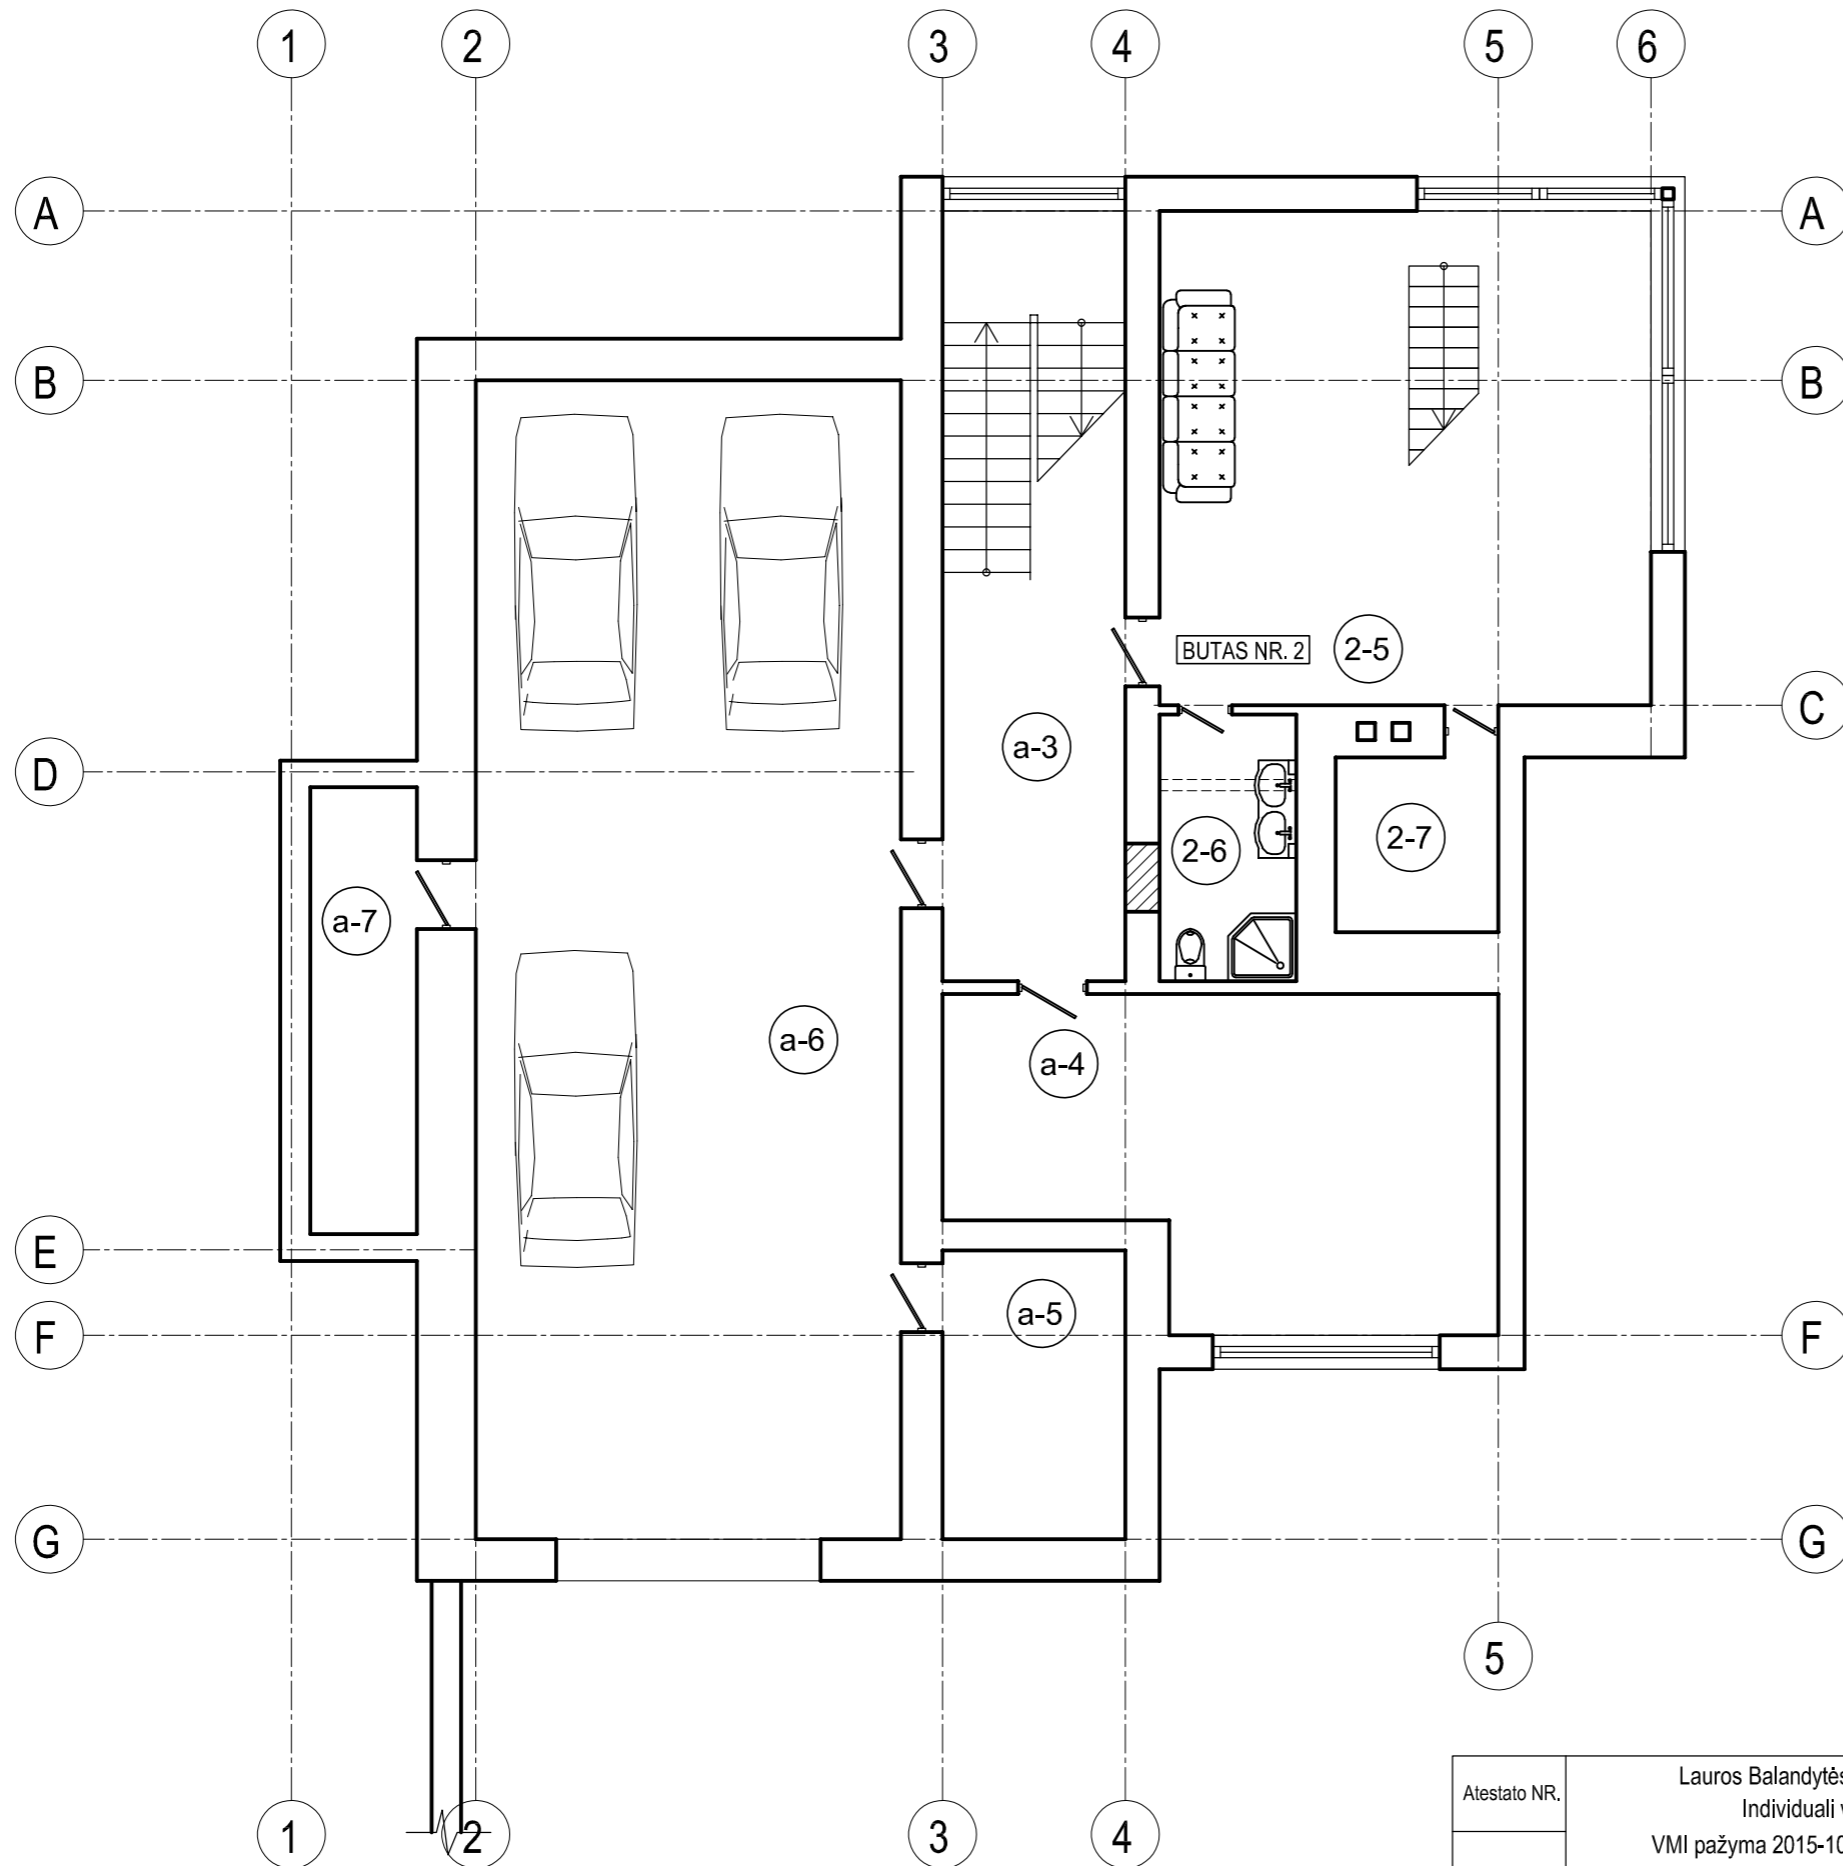 1 2 3 4 5 6
A A
B B
BUTAS NR. 2 2-5
C
a-3
D
2-6 2-7
a-7
a-6
a-4
E
a-5
F F
G G
5
Atestato NR.
Lauros Balandytės
Individuali
VMI pažyma 2015-10
1 2 3 4